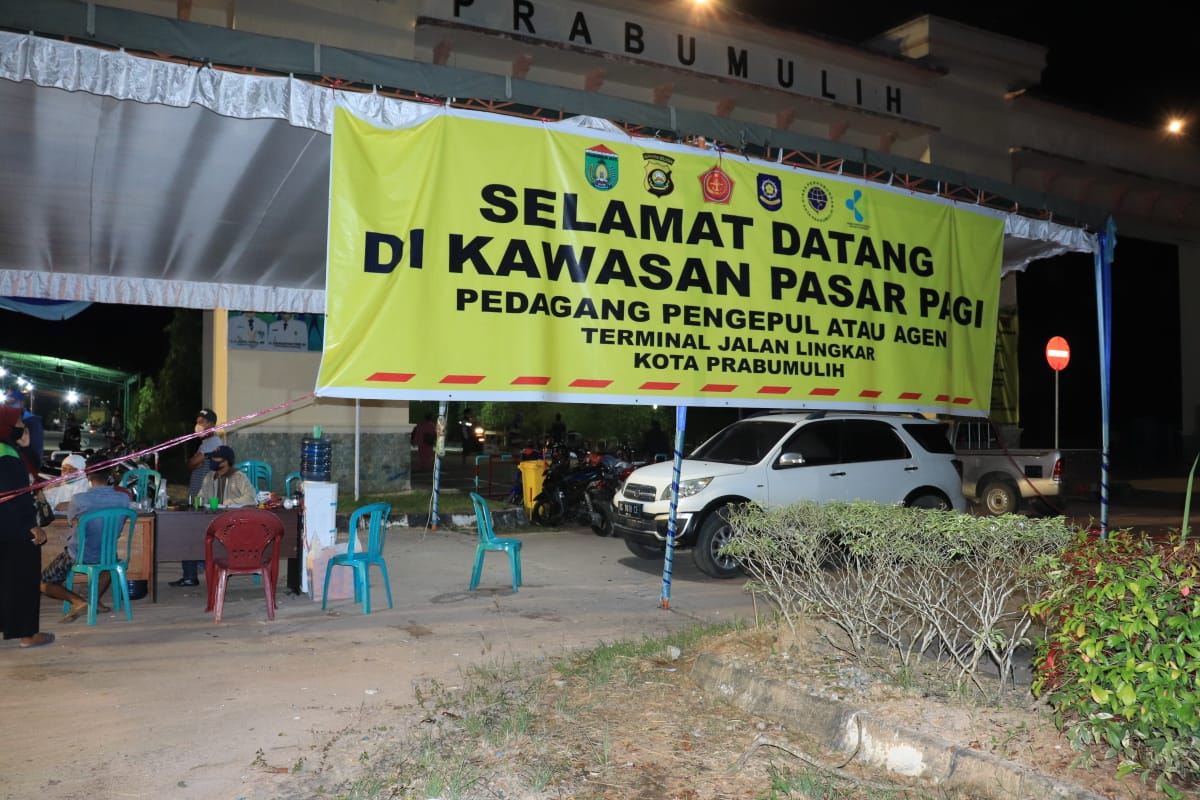 PRABUMULIH
SELAMAT DATANG
DI KAWASAN PASAR PAGI
PEDAGANG PENGEPUL ATAU AGEN
TERMINAL JALAN LINGKAR
KOTA PRABUMULIH